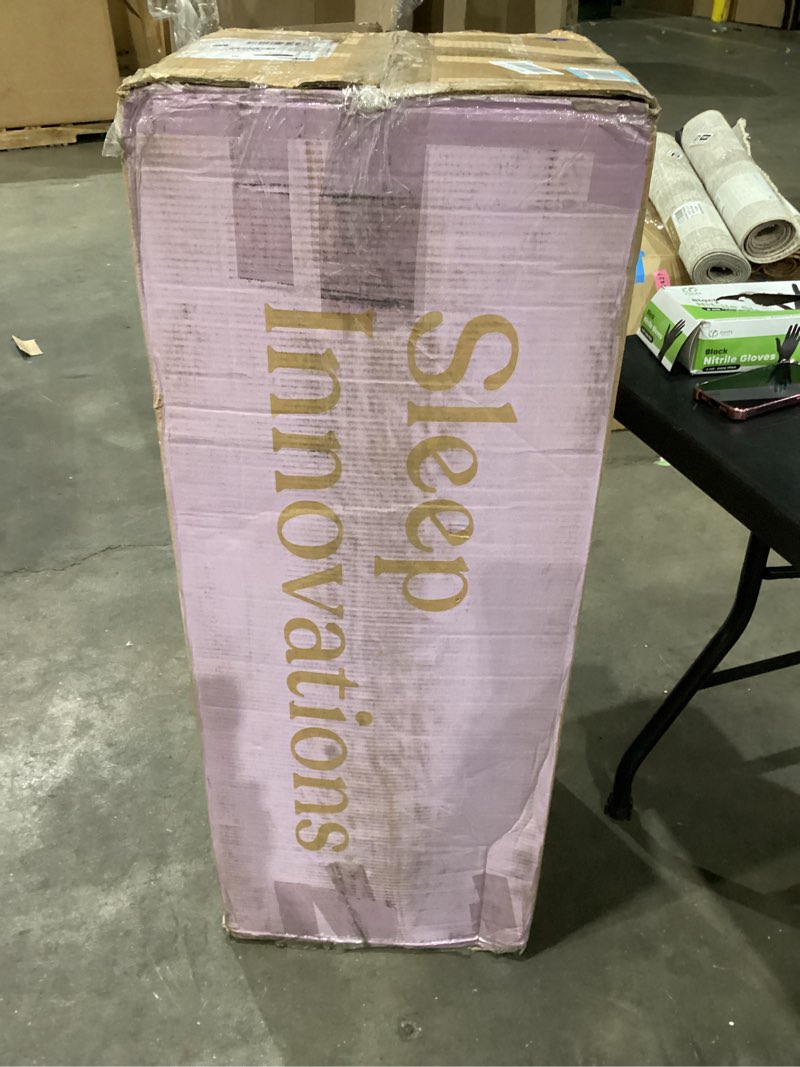 Sleep
Innovations
Black
Nitrile Gloves